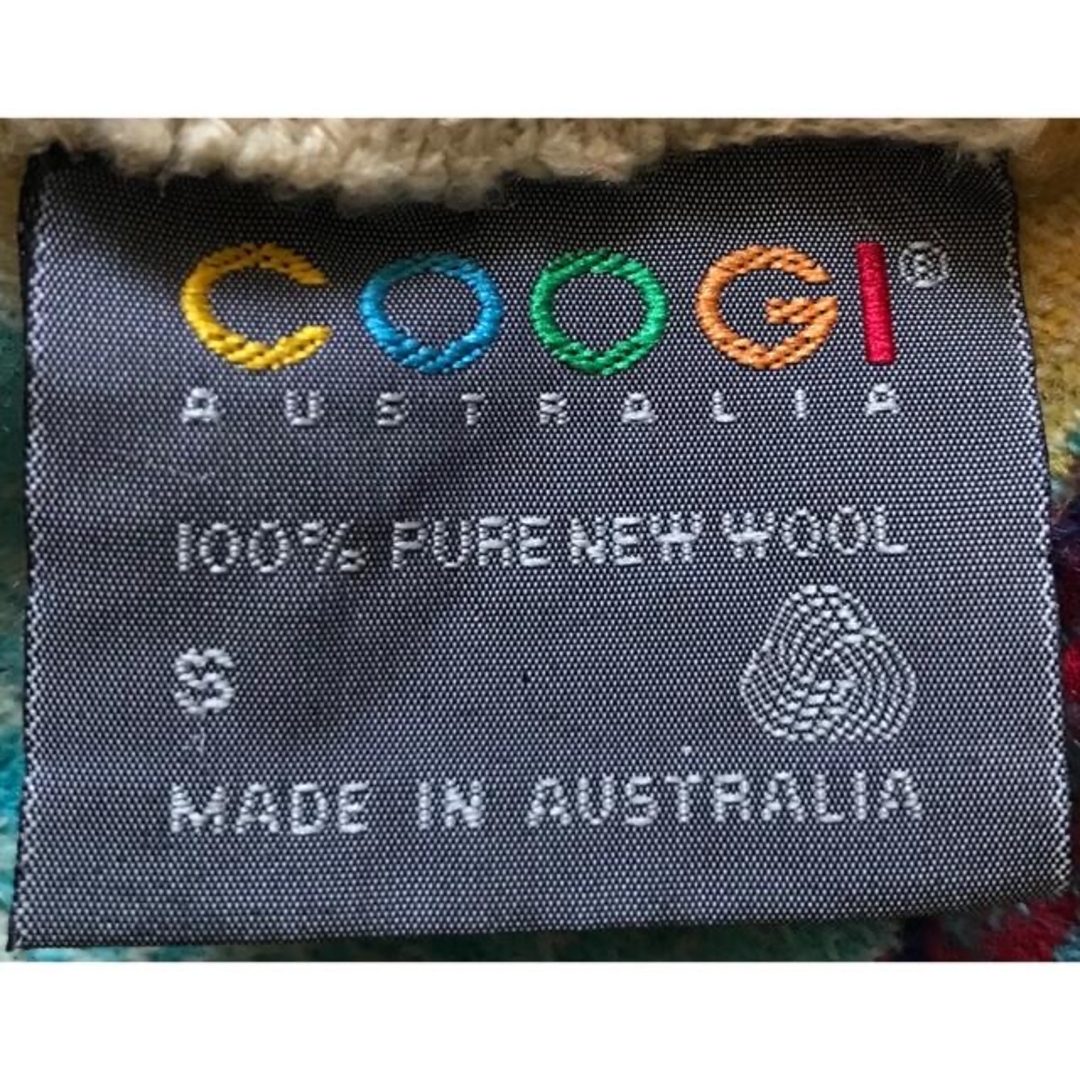 COOGI®
AUSTRALIA
100% PURE NEW WOOL
S
MADE IN AUSTRALIA